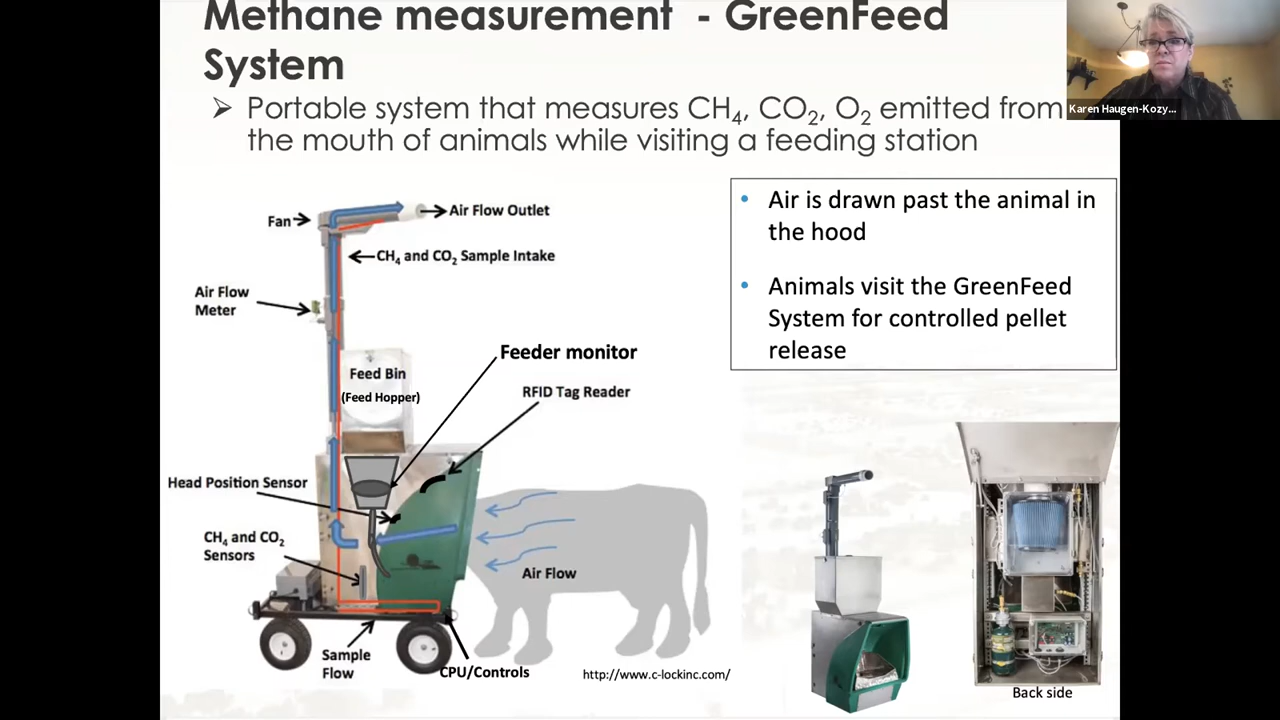 Methane measurement - GreenFeed
System
➢ Portable system that measures CH₄, CO₂, O₂ emitted from
the mouth of animals while visiting a feeding station
Karen Haugen-Kozy...
• Air is drawn past the animal in
the hood
• Animals visit the GreenFeed
System for controlled pellet
release
Fan
Air Flow Outlet
CH₄ and CO₂ Sample Intake
Air Flow
Meter
Feeder monitor
Feed Bin
(Feed Hopper)
RFID Tag Reader
Head Position Sensor
CH₄ and CO₂
Sensors
Air Flow
Sample
Flow
CPU/Controls
http://www.c-lockinc.com/
Back side